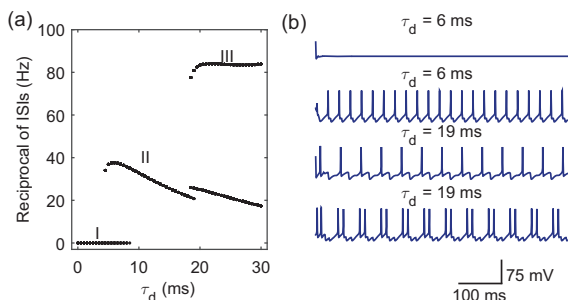 (a)
Reciprocal of ISIs (Hz)
100
80
60
40
20
0
I
II
III
0
10
20
30
τd (ms)
(b)
τd = 6 ms
τd = 6 ms
τd = 19 ms
τd = 19 ms
75 mV
100 ms